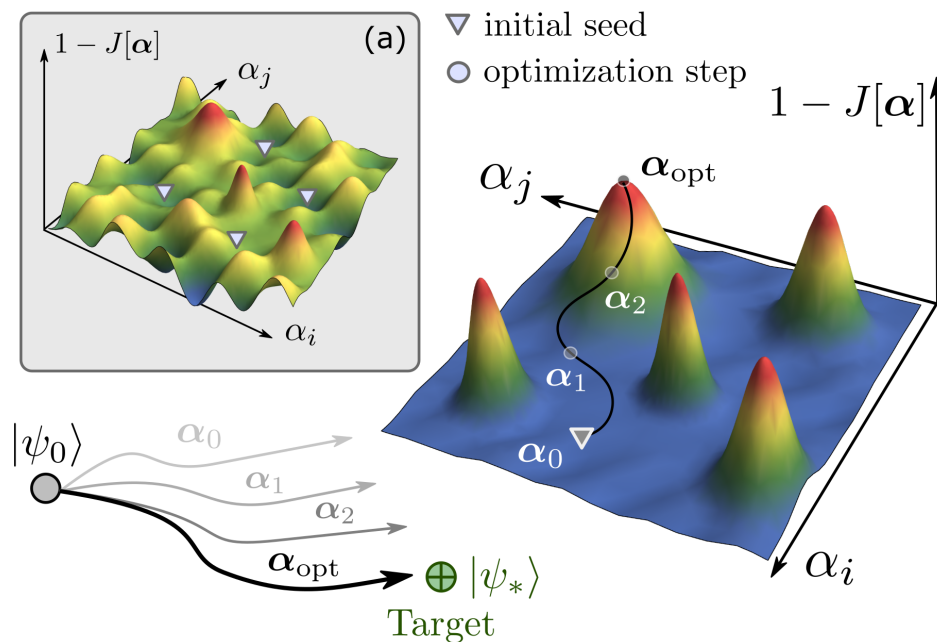 (a)
1 − J[α]
α_j
α_i
initial seed
optimization step
1 − J[α]
α_j
α_opt
α_2
α_1
α_0
α_i
|ψ_0⟩
α_0
α_1
α_2
α_opt
|ψ_*⟩
Target